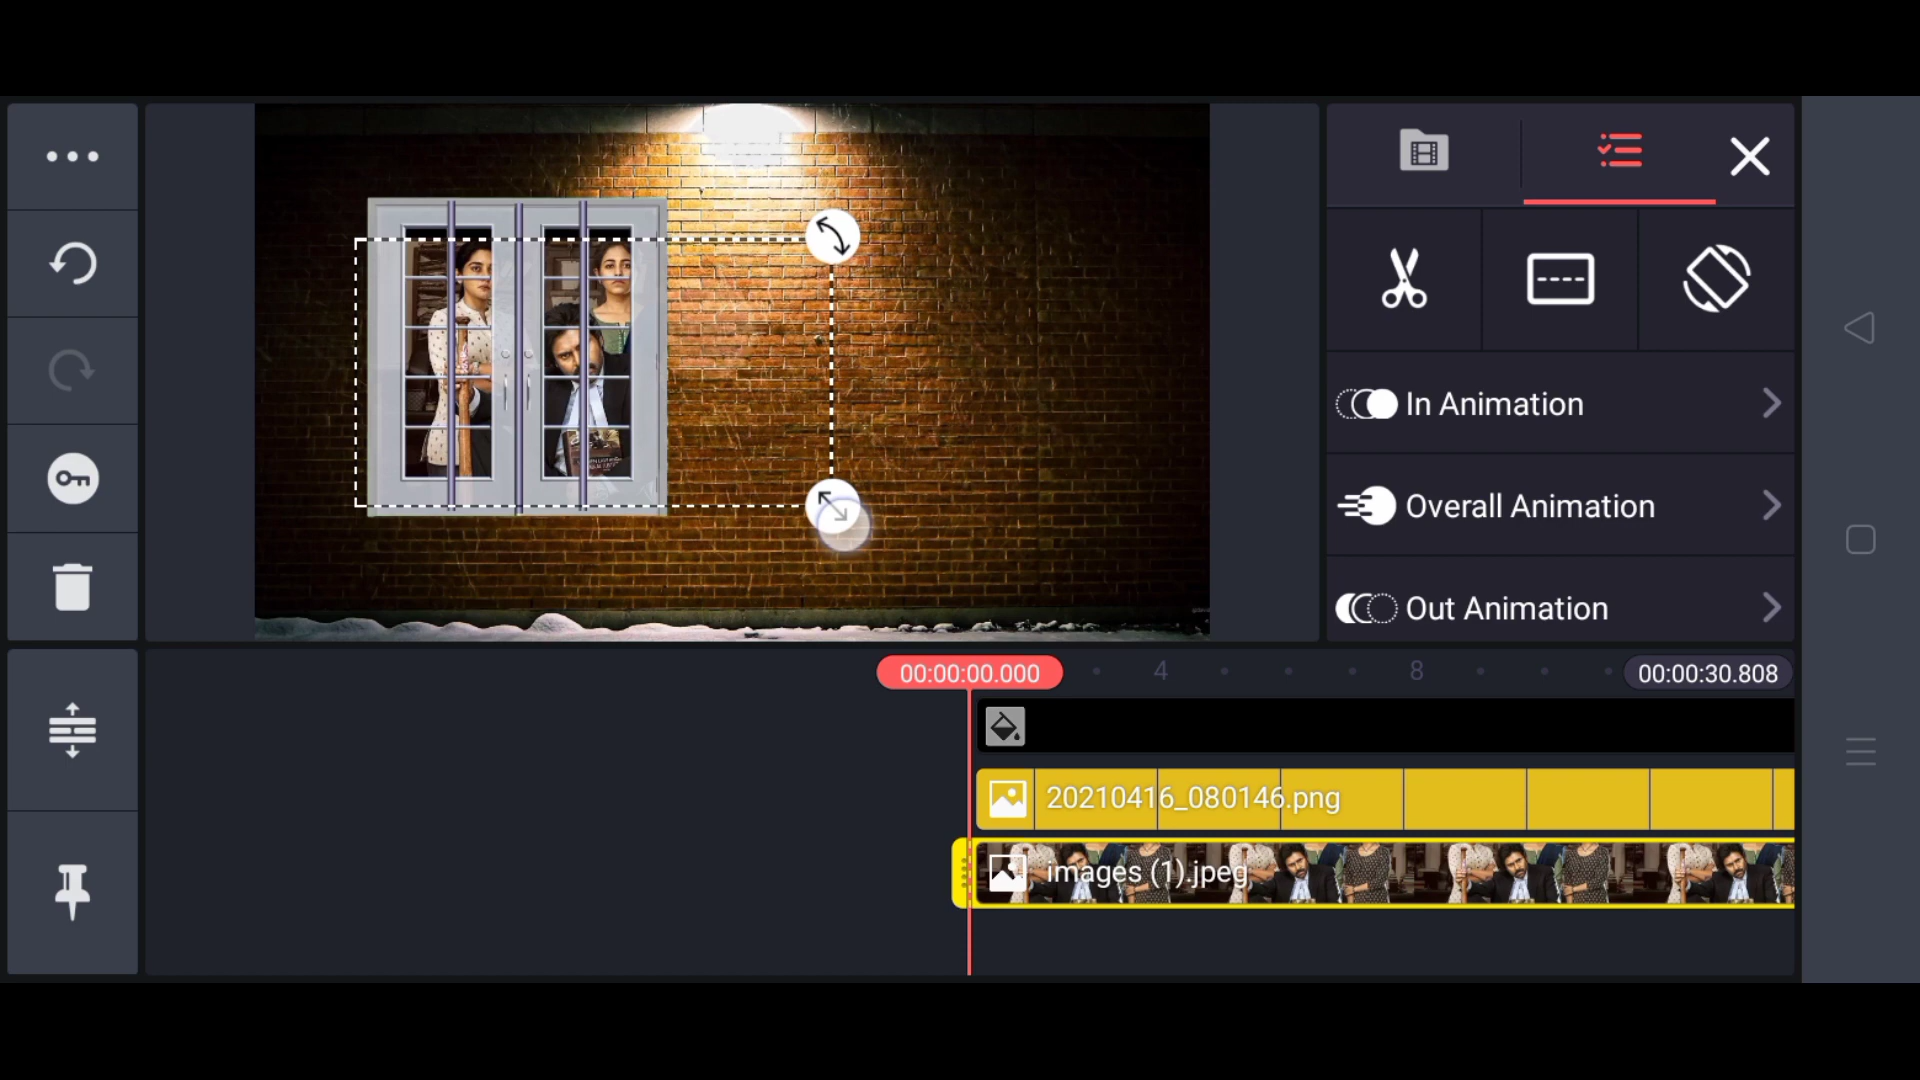 In Animation
Overall Animation
Out Animation
00:00:00.000
4
8
00:00:30.808
20210416_080146.png
images (1).jpeg